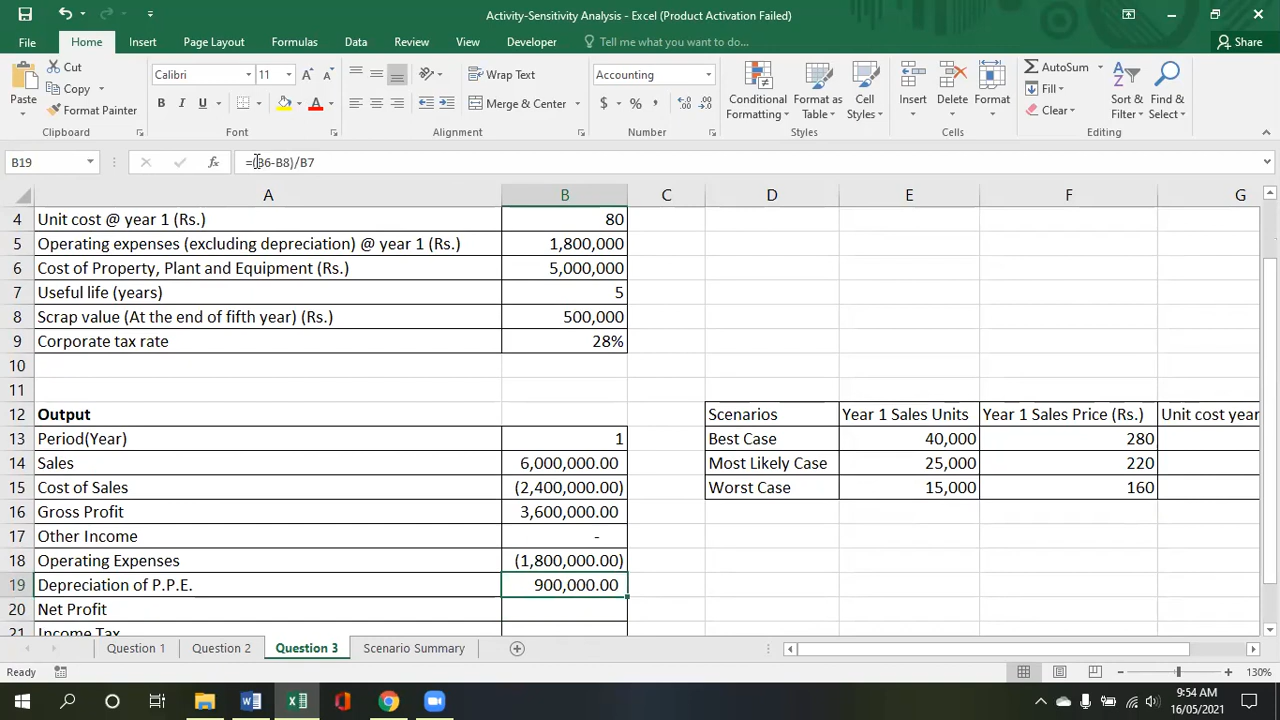 Activity-Sensitivity Analysis - Excel (Product Activation Failed)
File Home Insert Page Layout Formulas Data Review View Developer Tell me what you want to do... Share
Paste Cut Copy Format Painter
Calibri 11 Wrap Text Accounting AutoSum
B I U Merge & Center $ % Fill Clear
Conditional Formatting Format as Table Cell Styles Insert Delete Format Sort & Filter Find & Select
Clipboard Font Alignment Number Styles Cells Editing
B19 fx =(B6-B8)/B7
A B C D E F G
4 Unit cost @ year 1 (Rs.) 80
5 Operating expenses (excluding depreciation) @ year 1 (Rs.) 1,800,000
6 Cost of Property, Plant and Equipment (Rs.) 5,000,000
7 Useful life (years) 5
8 Scrap value (At the end of fifth year) (Rs.) 500,000
9 Corporate tax rate 28%
10
11
12 Output Scenarios Year 1 Sales Units Year 1 Sales Price (Rs.) Unit cost year
13 Period(Year) 1 Best Case 40,000 280
14 Sales 6,000,000.00 Most Likely Case 25,000 220
15 Cost of Sales (2,400,000.00) Worst Case 15,000 160
16 Gross Profit 3,600,000.00
17 Other Income -
18 Operating Expenses (1,800,000.00)
19 Depreciation of P.P.E. 900,000.00
20 Net Profit
21 Income Tax
Question 1 Question 2 Question 3 Scenario Summary
Ready 130%
9:54 AM
16/05/2021